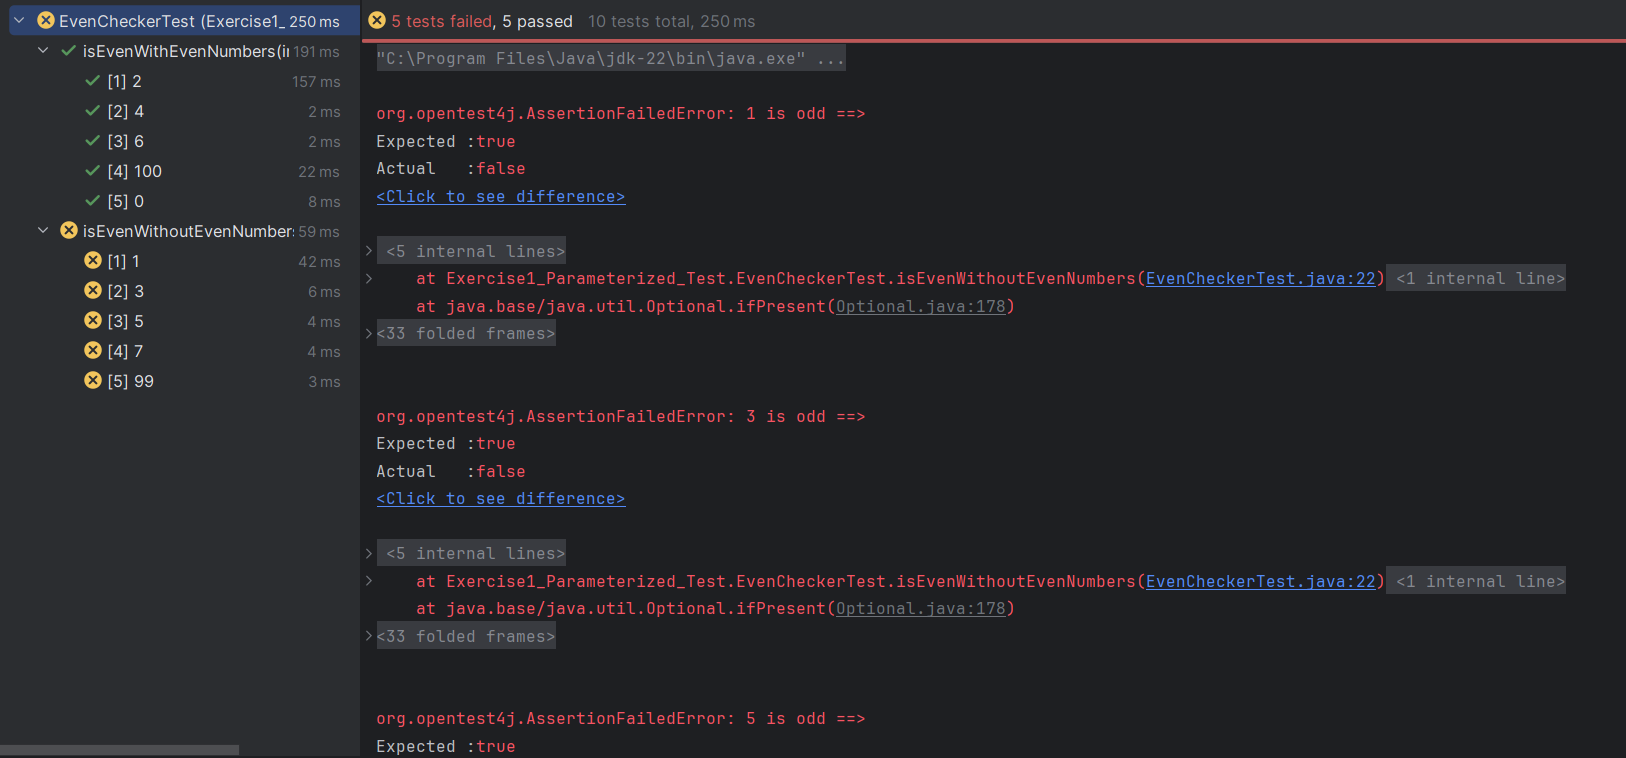 EvenCheckerTest (Exercise1_ 250 ms
isEvenWithEvenNumbers(in 191 ms
[1] 2 157 ms
[2] 4 2 ms
[3] 6 2 ms
[4] 100 22 ms
[5] 0 8 ms
isEvenWithoutEvenNumber: 59 ms
[1] 1 42 ms
[2] 3 6 ms
[3] 5 4 ms
[4] 7 4 ms
[5] 99 3 ms
5 tests failed, 5 passed 10 tests total, 250 ms
"C:\Program Files\Java\jdk-22\bin\java.exe" ...
org.opentest4j.AssertionFailedError: 1 is odd ==>
Expected :true
Actual   :false
<Click to see difference>
<5 internal lines>
at Exercise1_Parameterized_Test.EvenCheckerTest.isEvenWithoutEvenNumbers(EvenCheckerTest.java:22) <1 internal line>
at java.base/java.util.Optional.ifPresent(Optional.java:178)
<33 folded frames>
org.opentest4j.AssertionFailedError: 3 is odd ==>
Expected :true
Actual   :false
<Click to see difference>
<5 internal lines>
at Exercise1_Parameterized_Test.EvenCheckerTest.isEvenWithoutEvenNumbers(EvenCheckerTest.java:22) <1 internal line>
at java.base/java.util.Optional.ifPresent(Optional.java:178)
<33 folded frames>
org.opentest4j.AssertionFailedError: 5 is odd ==>
Expected :true